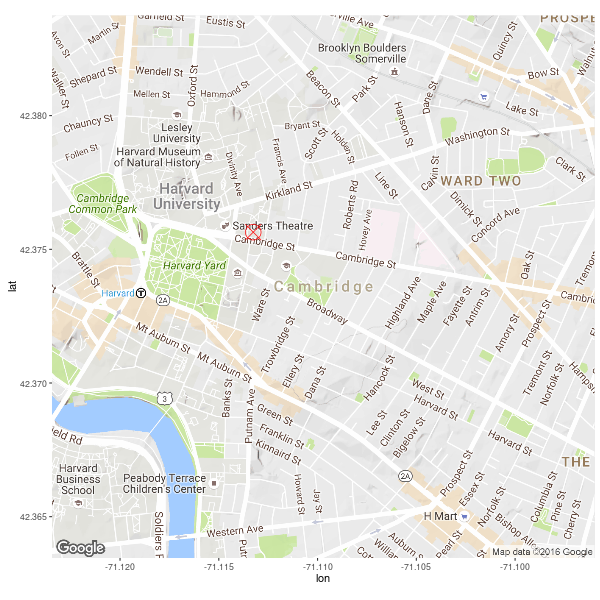 Garfield St
Eustis St
erville Ave
PROSPE
Avon St
Martin St
Brooklyn Boulders
Somerville
Quincy St
Walnut
Walker St
Shepard St
Wendell St
Oxford St
Hammond St
Beacon St
Park St
Bow St
Mellen St
Dane St
Lake St
42.380
Chauncy St
Lesley
University
Bryant St
Scott St
Holden St
Hanson St
Washington St
Follen St
Harvard Museum
of Natural History
Divinity Ave
Francis Ave
Calvin St
Clark St
Line St
WARD TWO
Harvard
University
Kirkland St
Roberts Rd
Dimick St
Cambridge
Common Park
Hovey Ave
Concord Ave
Sanders Theatre
42.375
Cambridge St
Cambridge St
Oak St
Tremont
Brattle St
Harvard Yard
lat
Harvard
T
2A
Cambridge
Cambrid
Ware St
Broadway
Highland Ave
Maple Ave
Fayette St
Antrim St
Amory St
Prospect St
Mt Auburn St
Mt Auburn St
Trowbridge St
Ellery St
Dana St
Hancock St
West St
Tremont St
Norfolk St
Hampsh
42.370
3
Banks St
Putnam Ave
Green St
Franklin St
Kinnaird St
Lee St
Clinton St
Bigelow St
Harvard St
Harvard St
field Rd
Harvard
Business
School
Peabody Terrace
Children's Center
Howard St
Jay St
2A
Prospect St
Essex St
Norfolk St
THE
Columbia St
Pine St
Cherry St
42.365
Soldiers F
Western Ave
Putn
H Mart
Auburn S
Pearl St
Bishop Allen
Google
Map data ©2016 Google
-71.120
-71.115
-71.110
-71.105
-71.100
lon